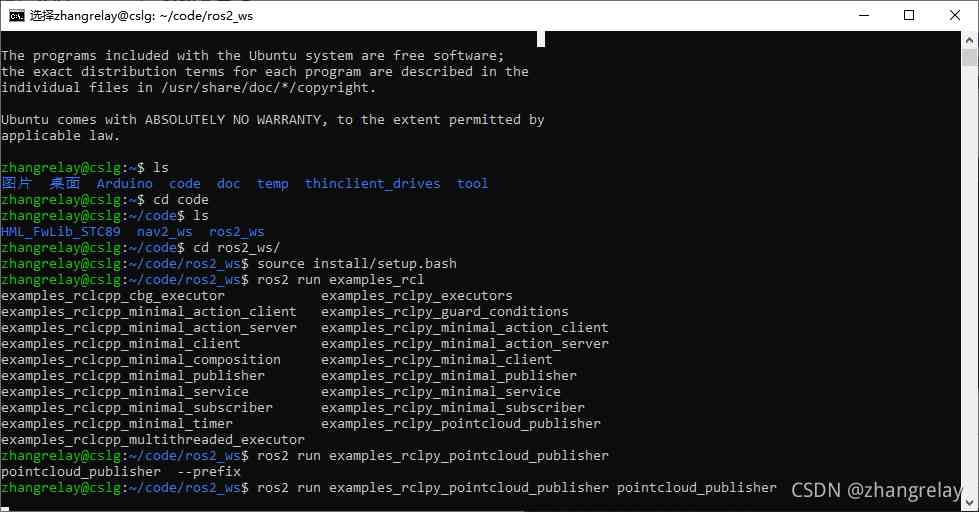 选择zhangrelay@cslg: ~/code/ros2_ws
The programs included with the Ubuntu system are free software;
the exact distribution terms for each program are described in the
individual files in /usr/share/doc/*/copyright.
Ubuntu comes with ABSOLUTELY NO WARRANTY, to the extent permitted by
applicable law.
zhangrelay@cslg:~$ ls
图片  桌面  Arduino  code  doc  temp  thinclient_drives  tool
zhangrelay@cslg:~$ cd code
zhangrelay@cslg:~/code$ ls
HML_FwLib_STC89  nav2_ws  ros2_ws
zhangrelay@cslg:~/code$ cd ros2_ws/
zhangrelay@cslg:~/code/ros2_ws$ source install/setup.bash
zhangrelay@cslg:~/code/ros2_ws$ ros2 run examples_rcl
examples_rclcpp_cbg_executor            examples_rclpy_executors
examples_rclcpp_minimal_action_client   examples_rclpy_guard_conditions
examples_rclcpp_minimal_action_server   examples_rclpy_minimal_action_client
examples_rclcpp_minimal_client          examples_rclpy_minimal_action_server
examples_rclcpp_minimal_composition     examples_rclpy_minimal_client
examples_rclcpp_minimal_publisher       examples_rclpy_minimal_publisher
examples_rclcpp_minimal_service         examples_rclpy_minimal_service
examples_rclcpp_minimal_subscriber      examples_rclpy_minimal_subscriber
examples_rclcpp_minimal_timer           examples_rclpy_pointcloud_publisher
examples_rclcpp_multithreaded_executor
zhangrelay@cslg:~/code/ros2_ws$ ros2 run examples_rclpy_pointcloud_publisher
pointcloud_publisher  --prefix
zhangrelay@cslg:~/code/ros2_ws$ ros2 run examples_rclpy_pointcloud_publisher pointcloud_publisher
CSDN @zhangrelay